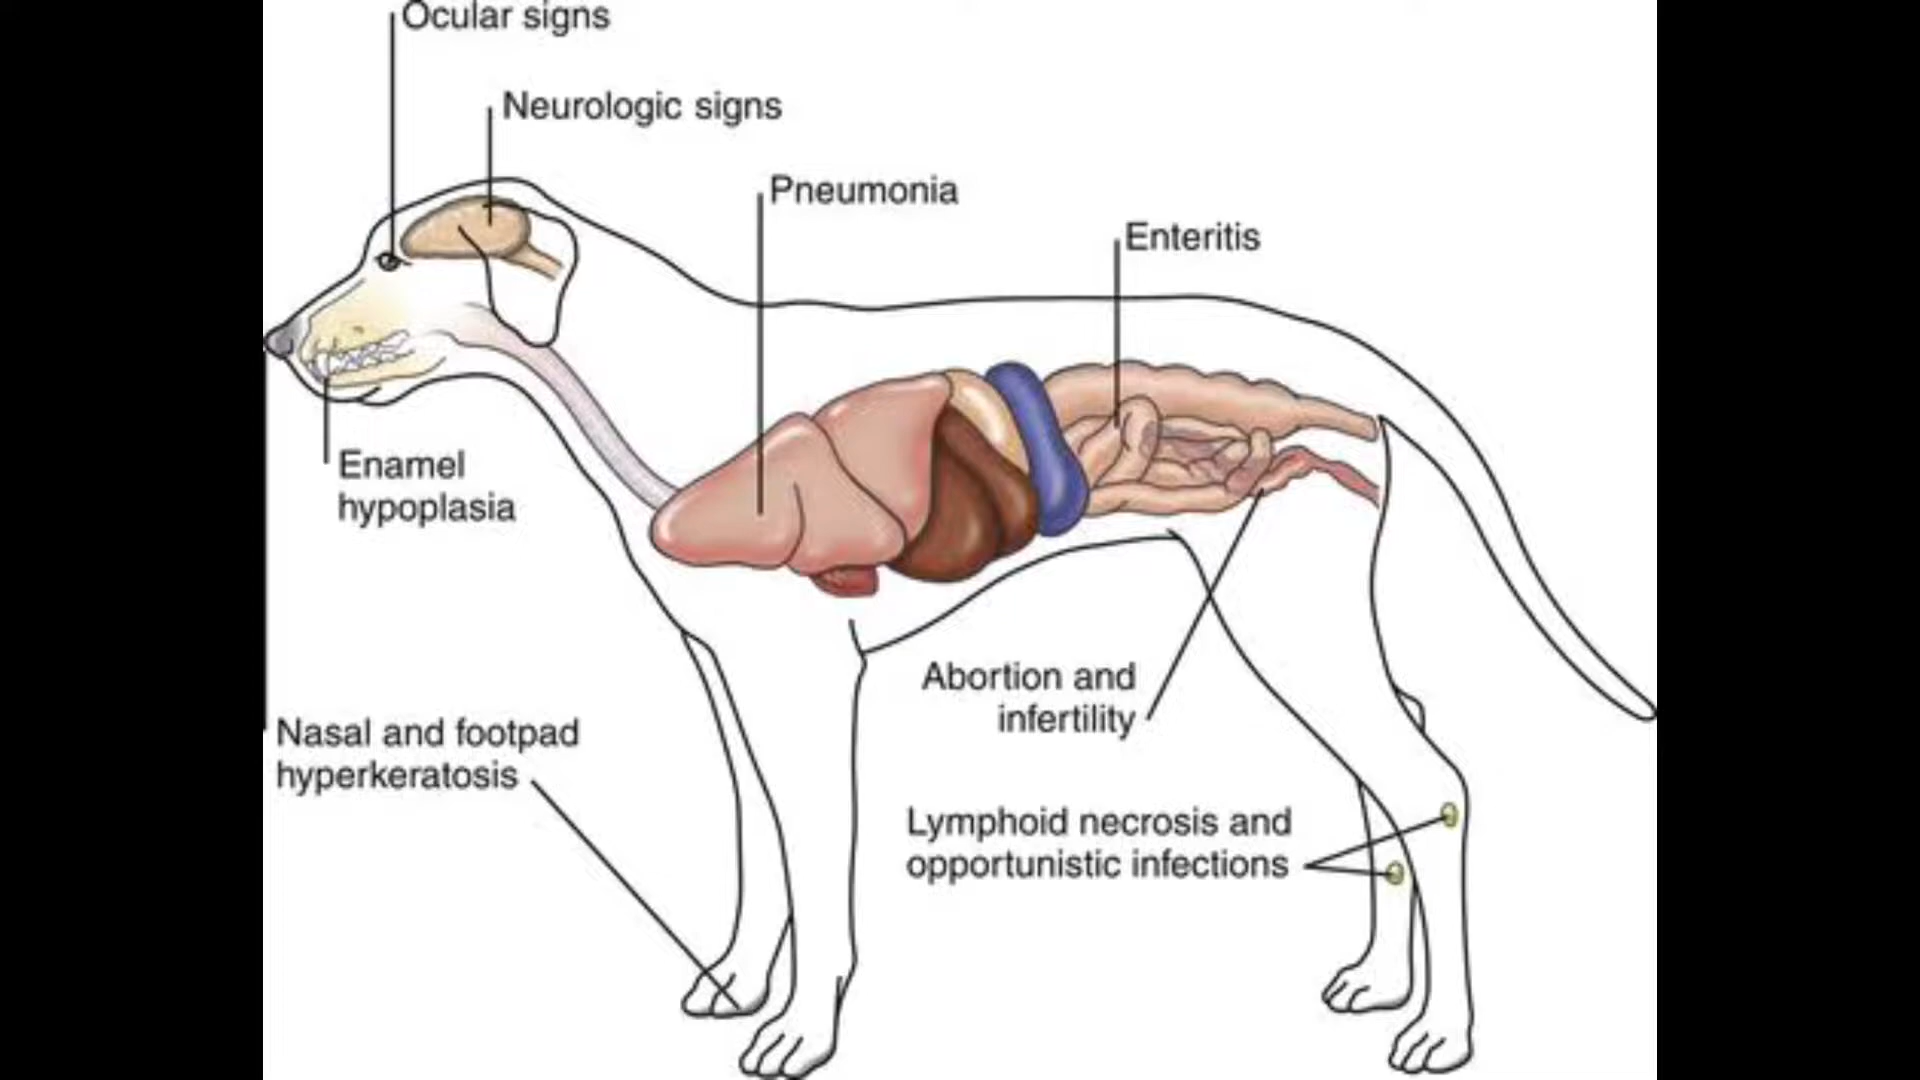 Ocular signs
Neurologic signs
Pneumonia
Enteritis
Enamel
hypoplasia
Abortion and
infertility
Nasal and footpad
hyperkeratosis
Lymphoid necrosis and
opportunistic infections